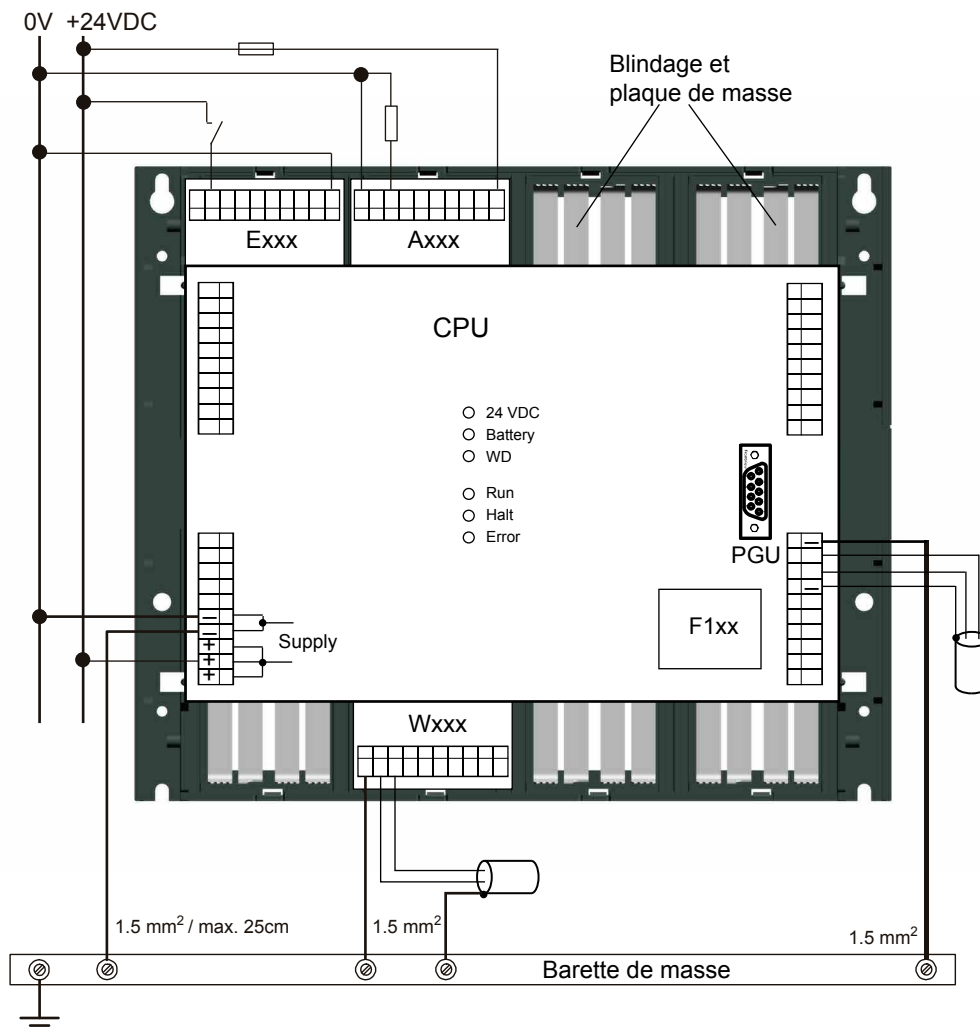 0V +24VDC
Blindage et
plaque de masse
Exxx
Axxx
CPU
24 VDC
Battery
WD
Run
Halt
Error
PGU
F1xx
–
–
–
–
+
+
+
Supply
Wxxx
1.5 mm² / max. 25cm
1.5 mm²
1.5 mm²
Barette de masse